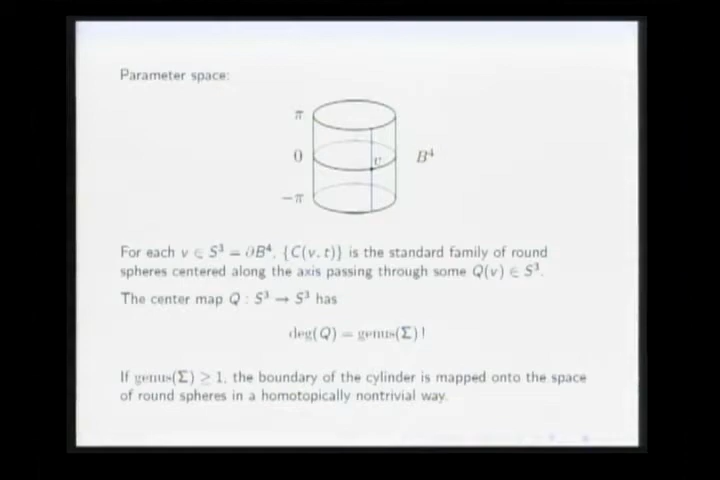 Parameter space:
π
0
v
B⁴
−π
For each v ∈ S³ = ∂B⁴, {C(v, t)} is the standard family of round
spheres centered along the axis passing through some Q(v) ∈ S³.
The center map Q : S³ → S³ has
deg(Q) = genus(Σ)!
If genus(Σ) ≥ 1, the boundary of the cylinder is mapped onto the space
of round spheres in a homotopically nontrivial way.